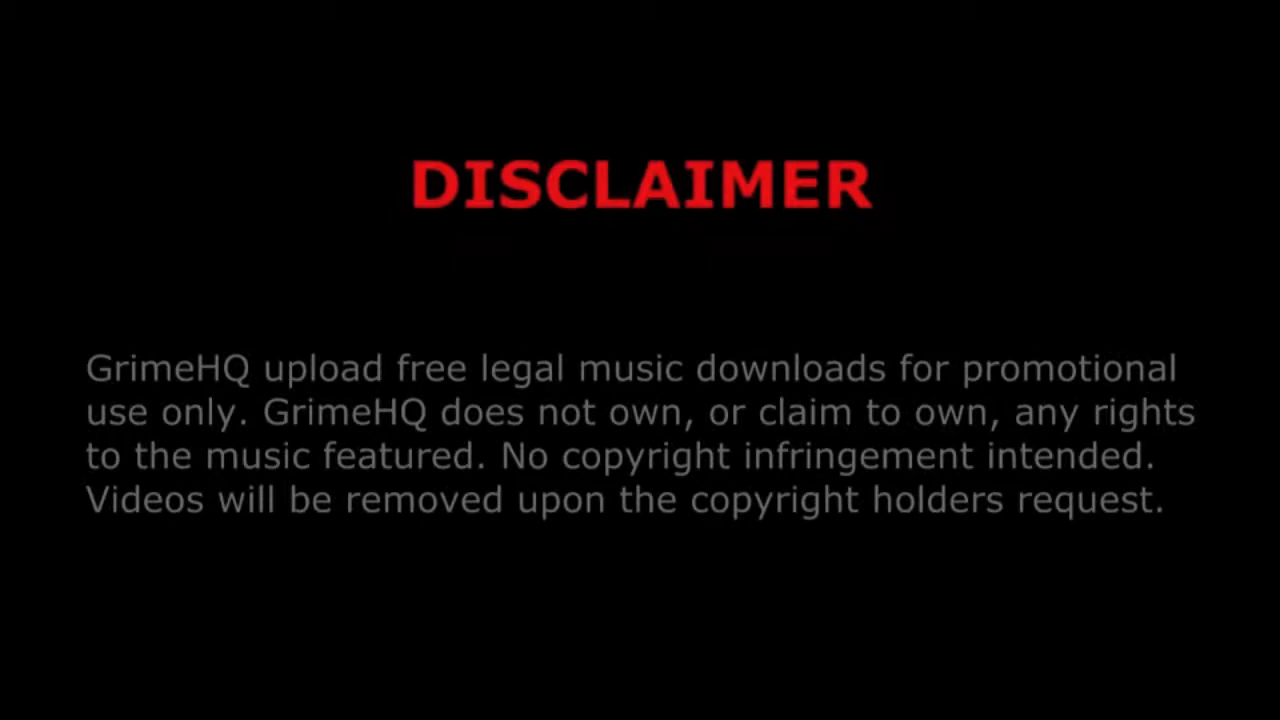 DISCLAIMER
GrimeHQ upload free legal music downloads for promotional
use only. GrimeHQ does not own, or claim to own, any rights
to the music featured. No copyright infringement intended.
Videos will be removed upon the copyright holders request.